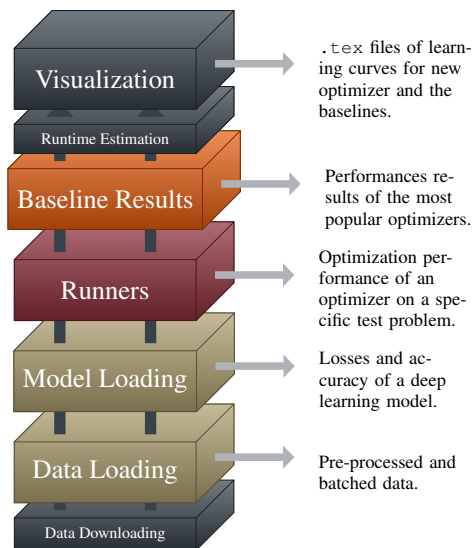 Visualization
.tex files of learn-
ing curves for new
optimizer and the
baselines.
Runtime Estimation
Baseline Results
Performances re-
sults of the most
popular optimizers.
Runners
Optimization per-
formance of an
optimizer on a spe-
cific test problem.
Model Loading
Losses and ac-
curacy of a deep
learning model.
Data Loading
Pre-processed and
batched data.
Data Downloading